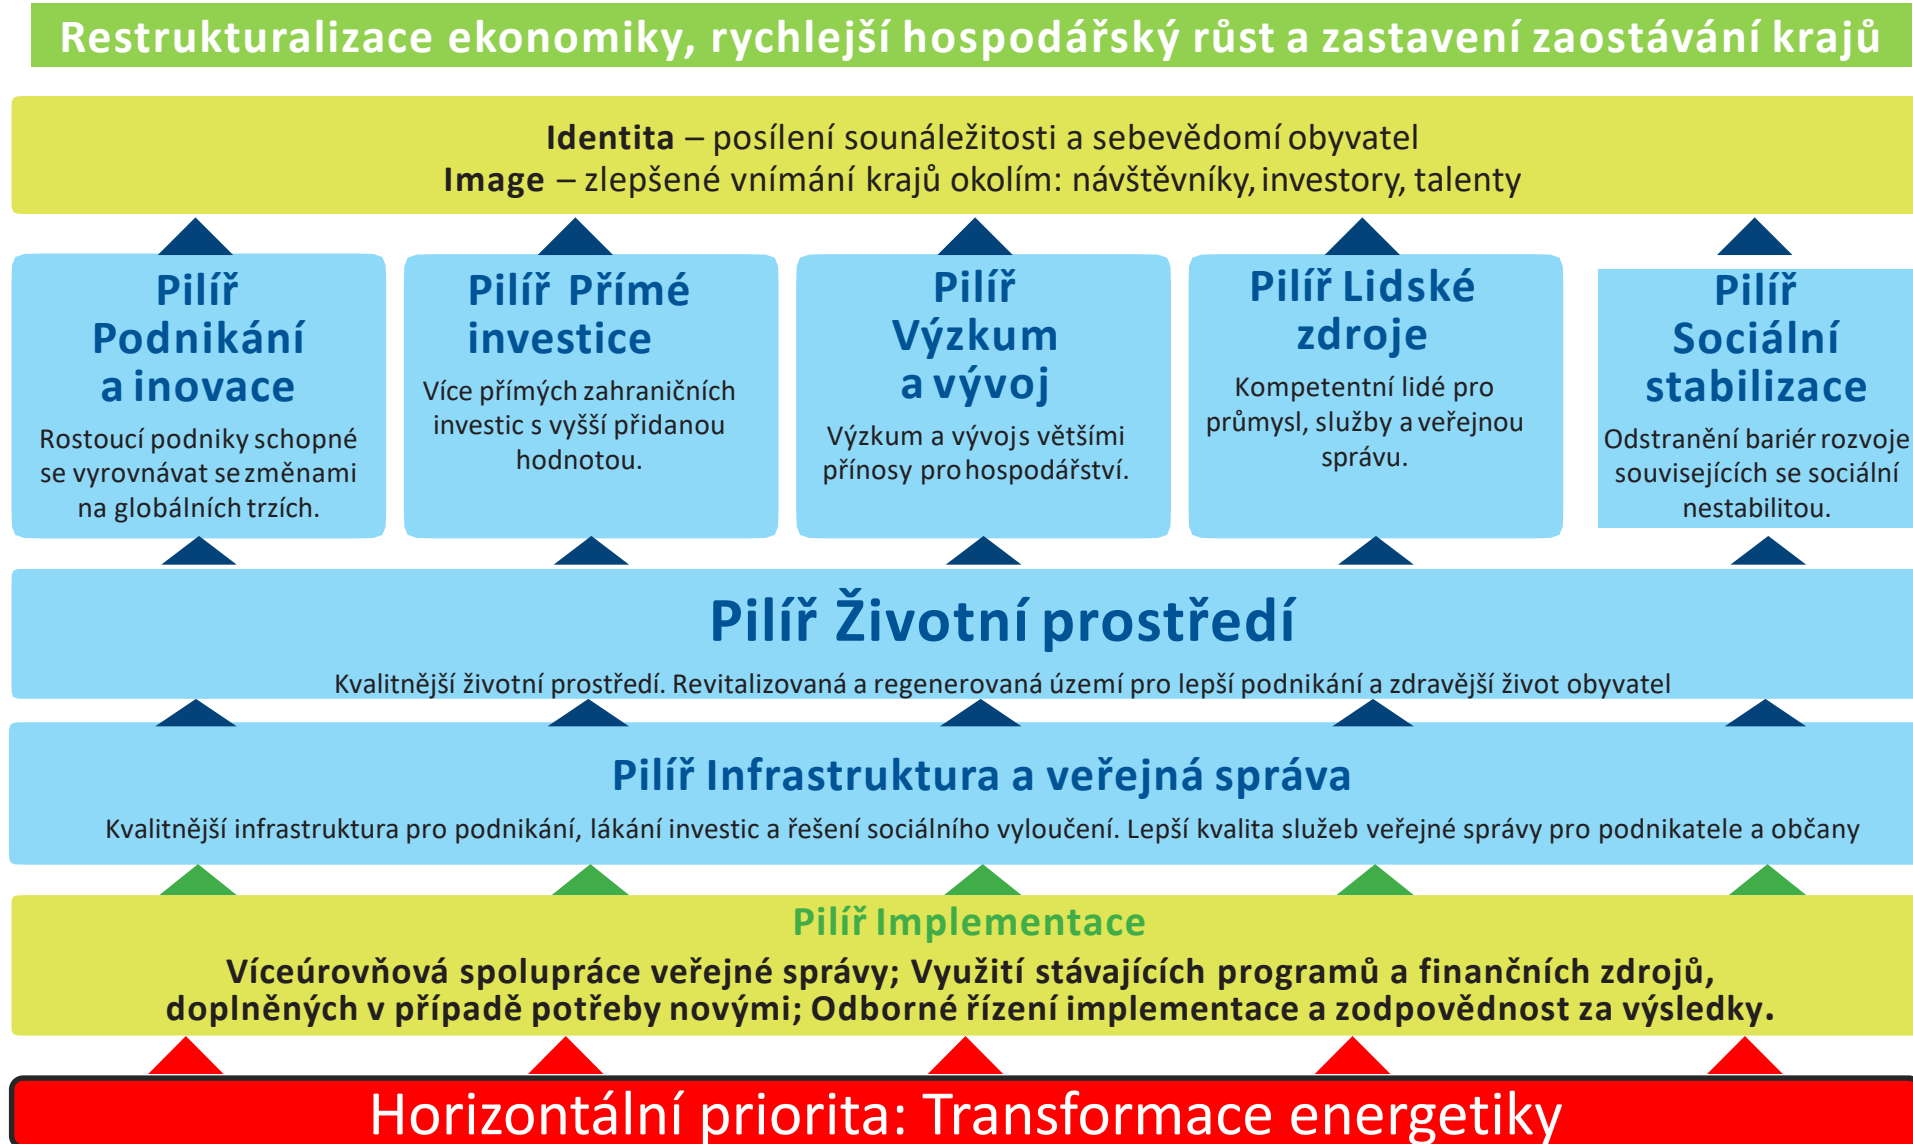 Restrukturalizace ekonomiky, rychlejší hospodářský růst a zastavení zaostávání krajů
Identita – posílení sounáležitosti a sebevědomí obyvatel
Image – zlepšené vnímání krajů okolím: návštěvníky, investory, talenty
Pilíř
Podnikání
a inovace
Rostoucí podniky schopné
se vyrovnávat se změnami
na globálních trzích.
Pilíř Přímé
investice
Více přímých zahraničních
investic s vyšší přidanou
hodnotou.
Pilíř
Výzkum
a vývoj
Výzkum a vývoj s většími
přínosy pro hospodářství.
Pilíř Lidské
zdroje
Kompetentní lidé pro
průmysl, služby a veřejnou
správu.
Pilíř
Sociální
stabilizace
Odstranění bariér rozvoje
souvisejících se sociální
nestabilitou.
Pilíř Životní prostředí
Kvalitnější životní prostředí. Revitalizovaná a regenerovaná území pro lepší podnikání a zdravější život obyvatel
Pilíř Infrastruktura a veřejná správa
Kvalitnější infrastruktura pro podnikání, lákání investic a řešení sociálního vyloučení. Lepší kvalita služeb veřejné správy pro podnikatele a občany
Pilíř Implementace
Víceúrovňová spolupráce veřejné správy; Využití stávajících programů a finančních zdrojů,
doplněných v případě potřeby novými; Odborné řízení implementace a zodpovědnost za výsledky.
Horizontální priorita: Transformace energetiky